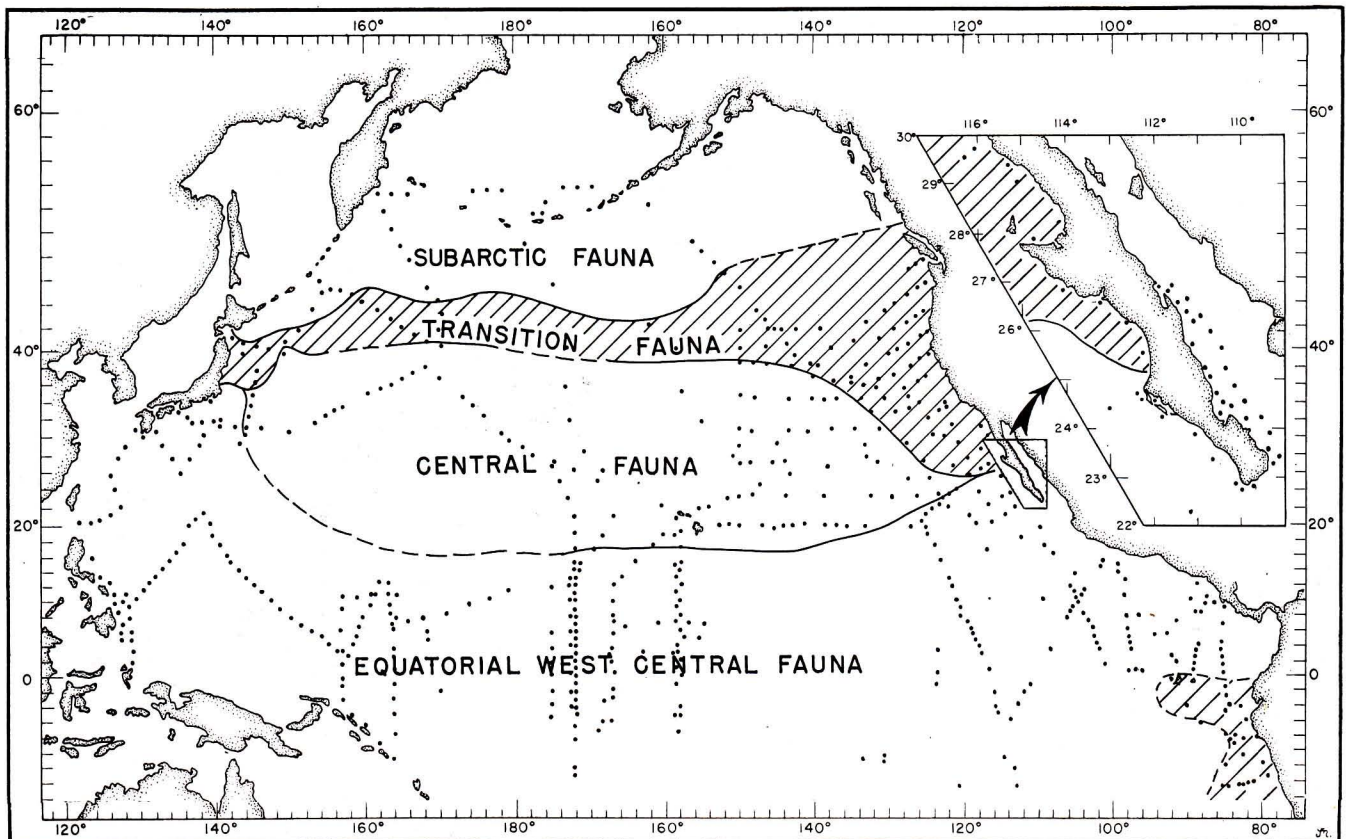 120° 140° 160° 180° 160° 140° 120° 100° 80°
116° 114° 112° 110°
60° 60°
30°
29°
28°
27°
26°
24°
23°
22°
SUBARCTIC FAUNA
TRANSITION FAUNA
40° 40°
CENTRAL FAUNA
20° 20°
EQUATORIAL WEST CENTRAL FAUNA
0 0
120° 140° 160° 180° 160° 140° 120° 100° 80°